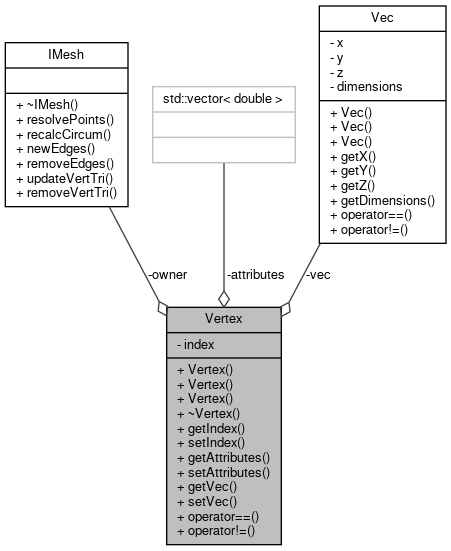 Vec
- x
- y
- z
- dimensions
+ Vec()
+ Vec()
+ Vec()
+ getX()
+ getY()
+ getZ()
+ getDimensions()
+ operator==()
+ operator!=()
IMesh
+ ~IMesh()
+ resolvePoints()
+ recalcCircum()
+ newEdges()
+ removeEdges()
+ updateVertTri()
+ removeVertTri()
std::vector< double >
-owner
-attributes
-vec
Vertex
- index
+ Vertex()
+ Vertex()
+ Vertex()
+ ~Vertex()
+ getIndex()
+ setIndex()
+ getAttributes()
+ setAttributes()
+ getVec()
+ setVec()
+ operator==()
+ operator!=()